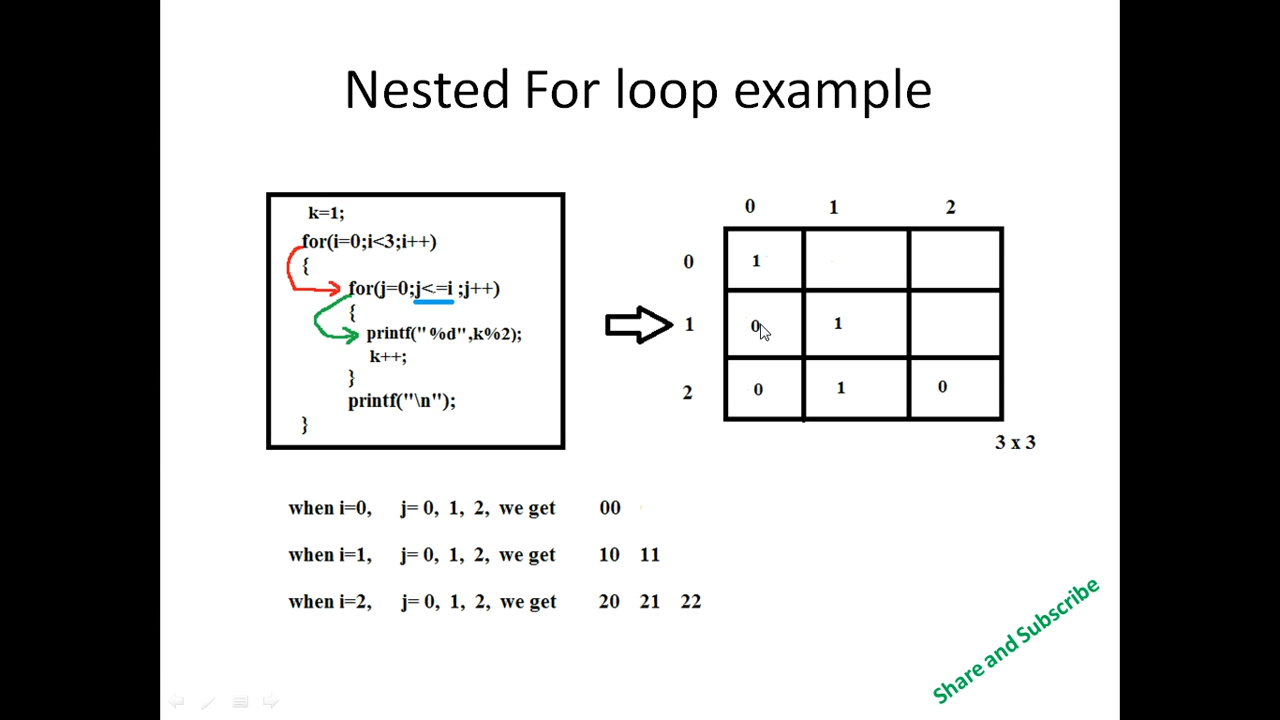 Nested For loop example
k=1;
for(i=0;i<3;i++)
{
for(j=0;j<=i ;j++)
{
printf("%d",k%2);
k++;
}
printf("\n");
}
0 1 2
0 1
1 0 1
2 0 1 0
3 x 3
when i=0, j= 0, 1, 2, we get 00
when i=1, j= 0, 1, 2, we get 10 11
when i=2, j= 0, 1, 2, we get 20 21 22
Share and Subscribe